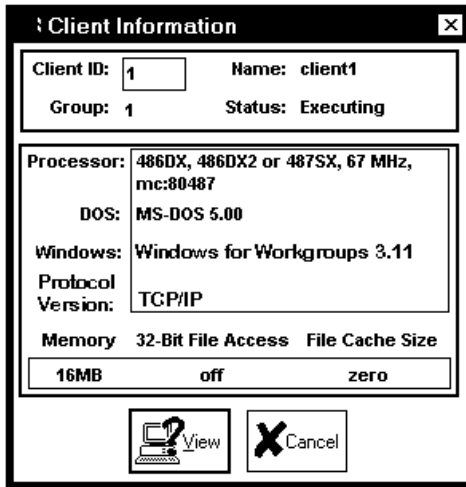 Client Information
Client ID: 1 Name: client1
Group: 1 Status: Executing
Processor: 486DX, 486DX2 or 487SX, 67 MHz,
mc:80487
DOS: MS-DOS 5.00
Windows: Windows for Workgroups 3.11
Protocol
Version: TCP/IP
Memory 32-Bit File Access File Cache Size
16MB off zero
View Cancel